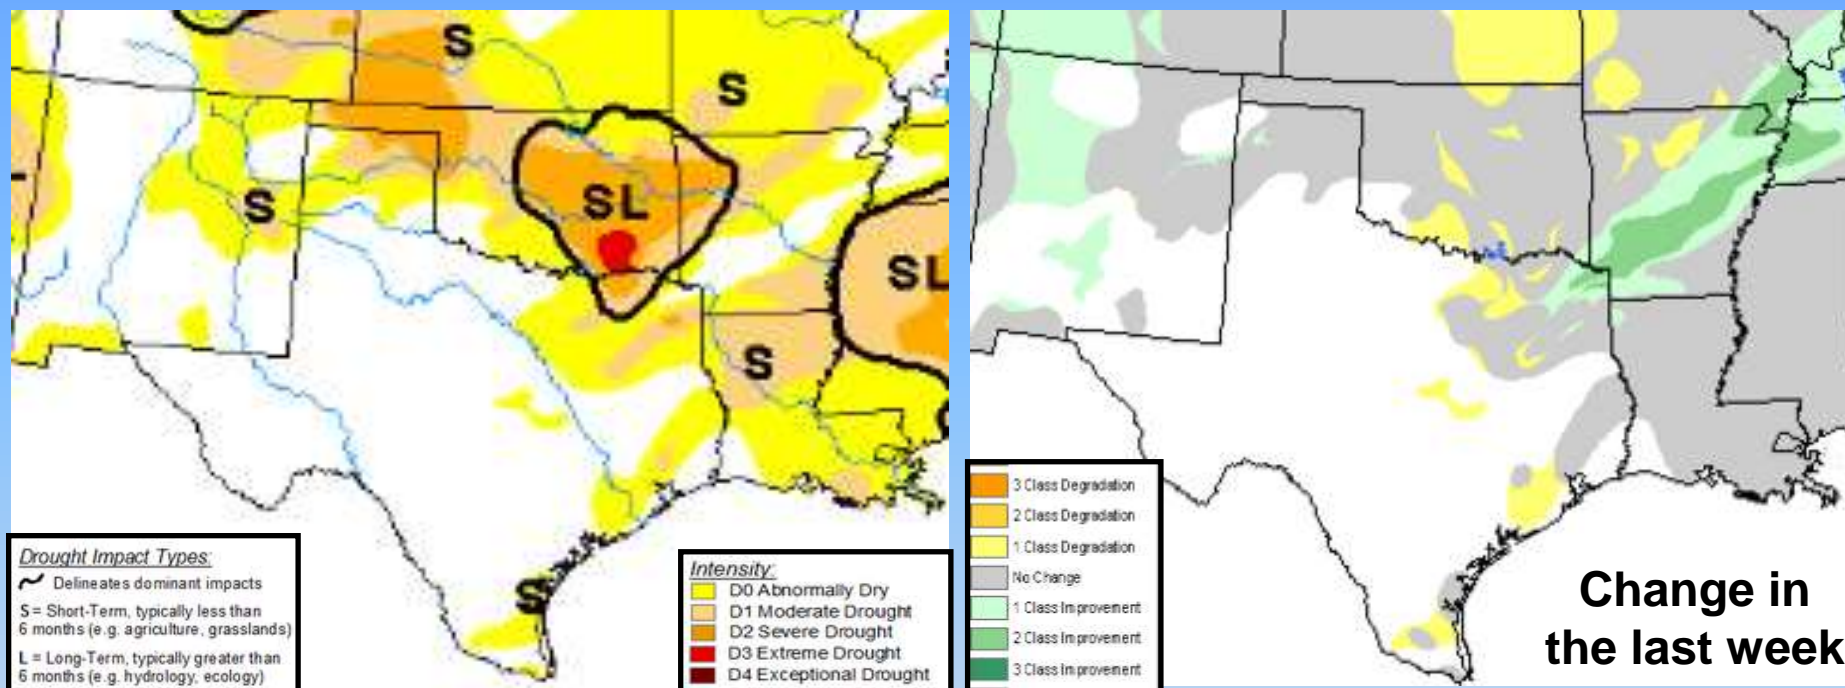 S
S
S
SL
SL
S
S
Drought Impact Types:
Delineates dominant impacts
S = Short-Term, typically less than
6 months (e.g. agriculture, grasslands)
L = Long-Term, typically greater than
6 months (e.g. hydrology, ecology)
Intensity:
D0 Abnormally Dry
D1 Moderate Drought
D2 Severe Drought
D3 Extreme Drought
D4 Exceptional Drought
3 Class Degradation
2 Class Degradation
1 Class Degradation
No Change
1 Class Improvement
2 Class Improvement
3 Class Improvement
Change in
the last week